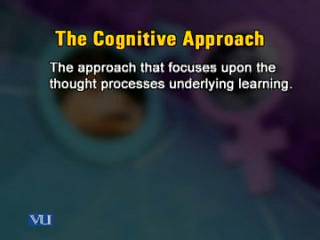 The Cognitive Approach
The approach that focuses upon the
thought processes underlying learning.
VU